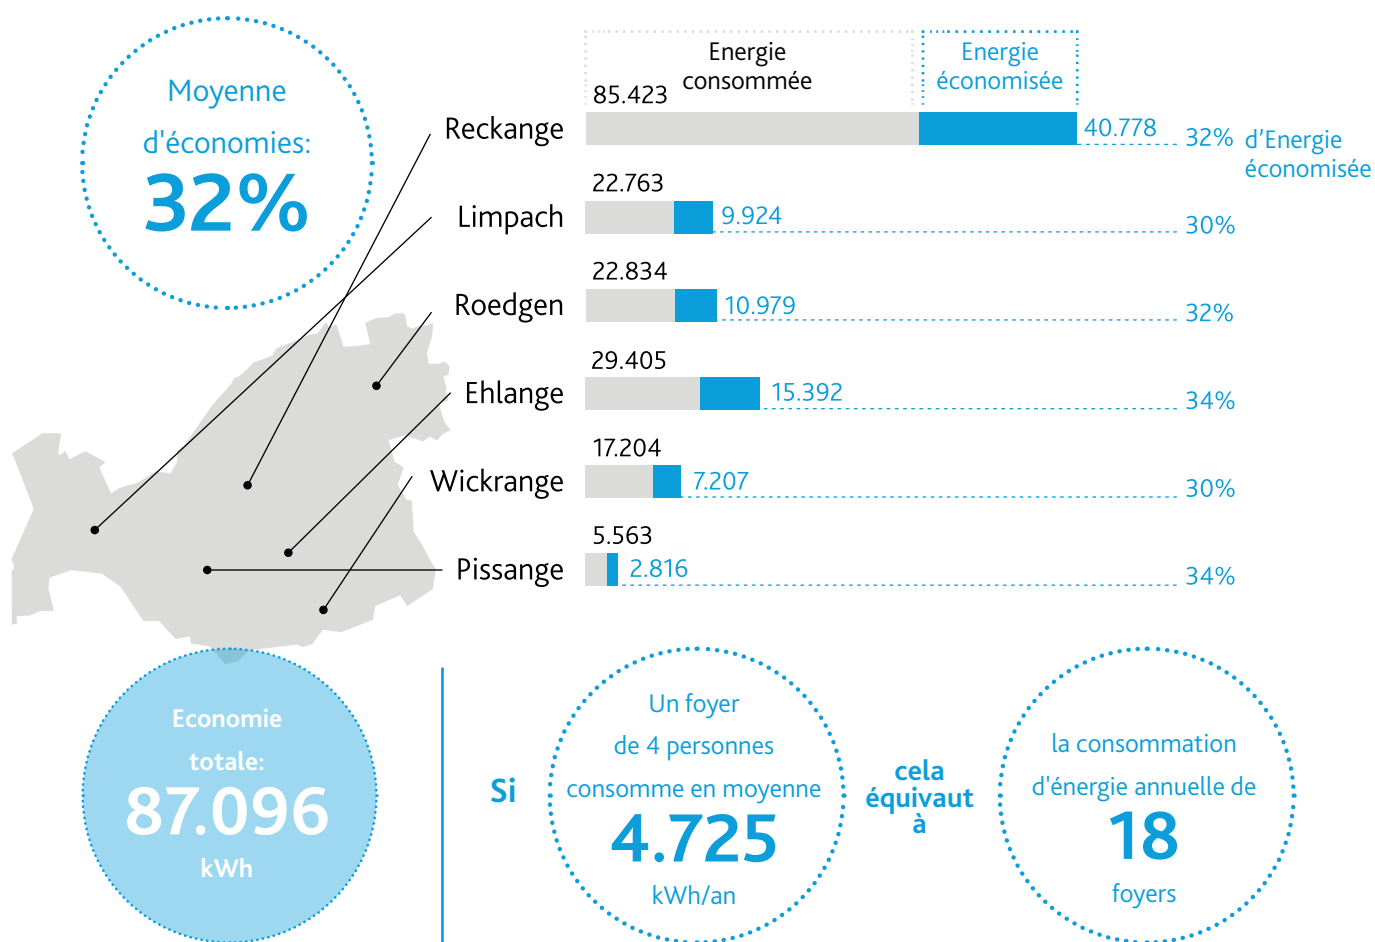 Moyenne
d'économies:
32%
Energie
consommée
Energie
économisée
85.423
Reckange
40.778
32%
d'Energie
économisée
22.763
Limpach
9.924
30%
22.834
Roedgen
10.979
32%
29.405
Ehlange
15.392
34%
17.204
Wickrange
7.207
30%
5.563
Pissange
2.816
34%
Economie
totale:
87.096
kWh
Si
Un foyer
de 4 personnes
consomme en moyenne
4.725
kWh/an
cela
équivaut
à
la consommation
d'énergie annuelle de
18
foyers